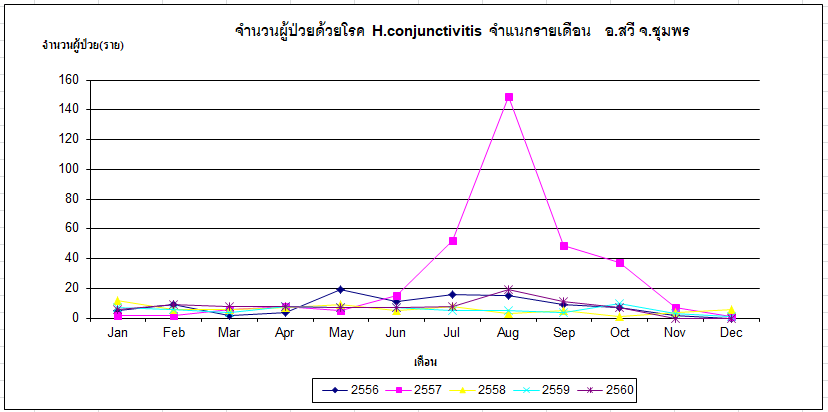 จำนวนผู้ป่วยด้วยโรค H.conjunctivitis จำแนกรายเดือน อ.สวี จ.ชุมพร
จำนวนผู้ป่วย(ราย)
160
140
120
100
80
60
40
20
0
Jan Feb Mar Apr May Jun Jul Aug Sep Oct Nov Dec
เดือน
2556 2557 2558 2559 2560